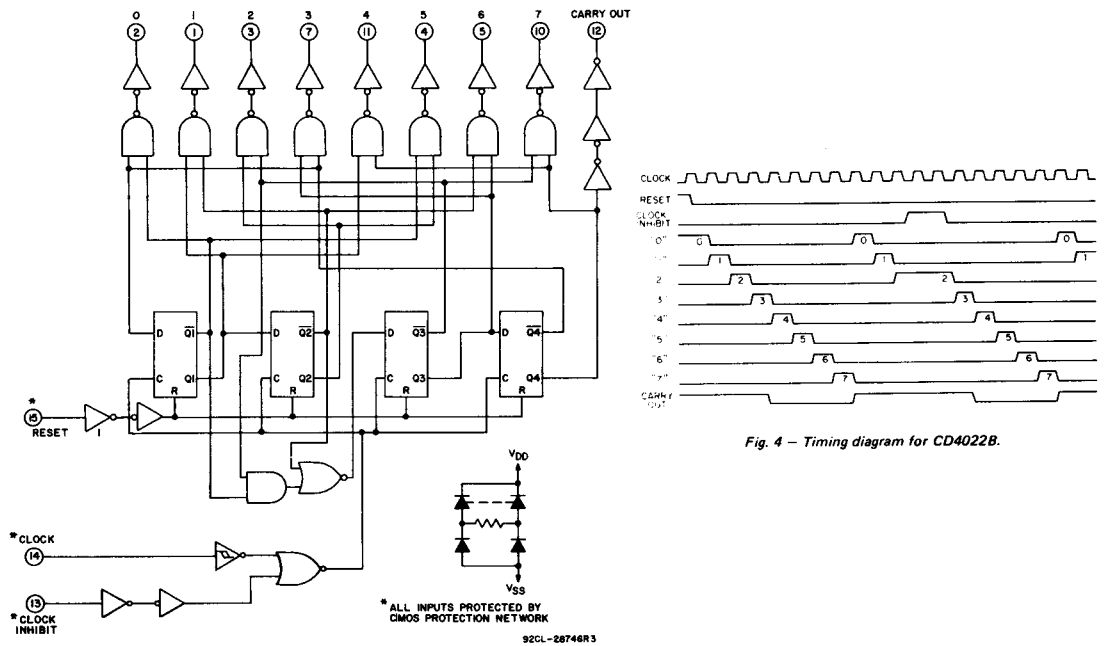 0 1 2 3 4 5 6 7 CARRY OUT
2 1 3 7 11 4 5 10 12
D Q1 C Q1 R
D Q2 C Q2 R
D Q3 C Q3 R
D Q4 C Q4 R
*
15
RESET
1
* CLOCK
14
13
* CLOCK
INHIBIT
VDD
VSS
* ALL INPUTS PROTECTED BY
CMOS PROTECTION NETWORK
92CL-28746R3
CLOCK
RESET
CLOCK
INHIBIT
"0" 0 0 0
1 1 1
2 2 2
3" 3 3
"4" 4 4
"5" 5 5
"6" 6 6
"7" 7 7
CARRY
OUT
Fig. 4 – Timing diagram for CD4022B.